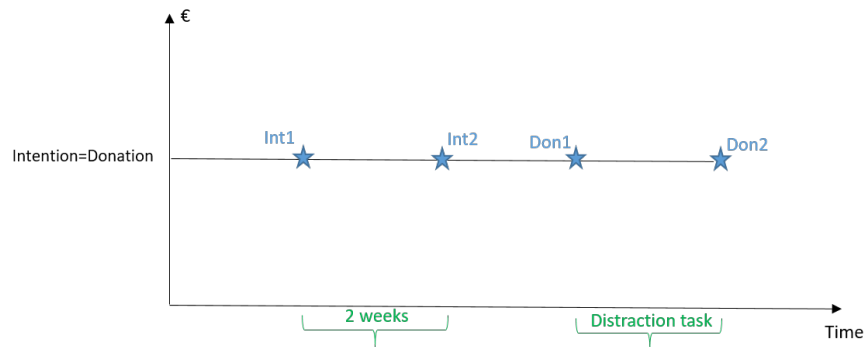 €
Int1
Int2
Don1
Don2
Intention=Donation
2 weeks
Distraction task
Time